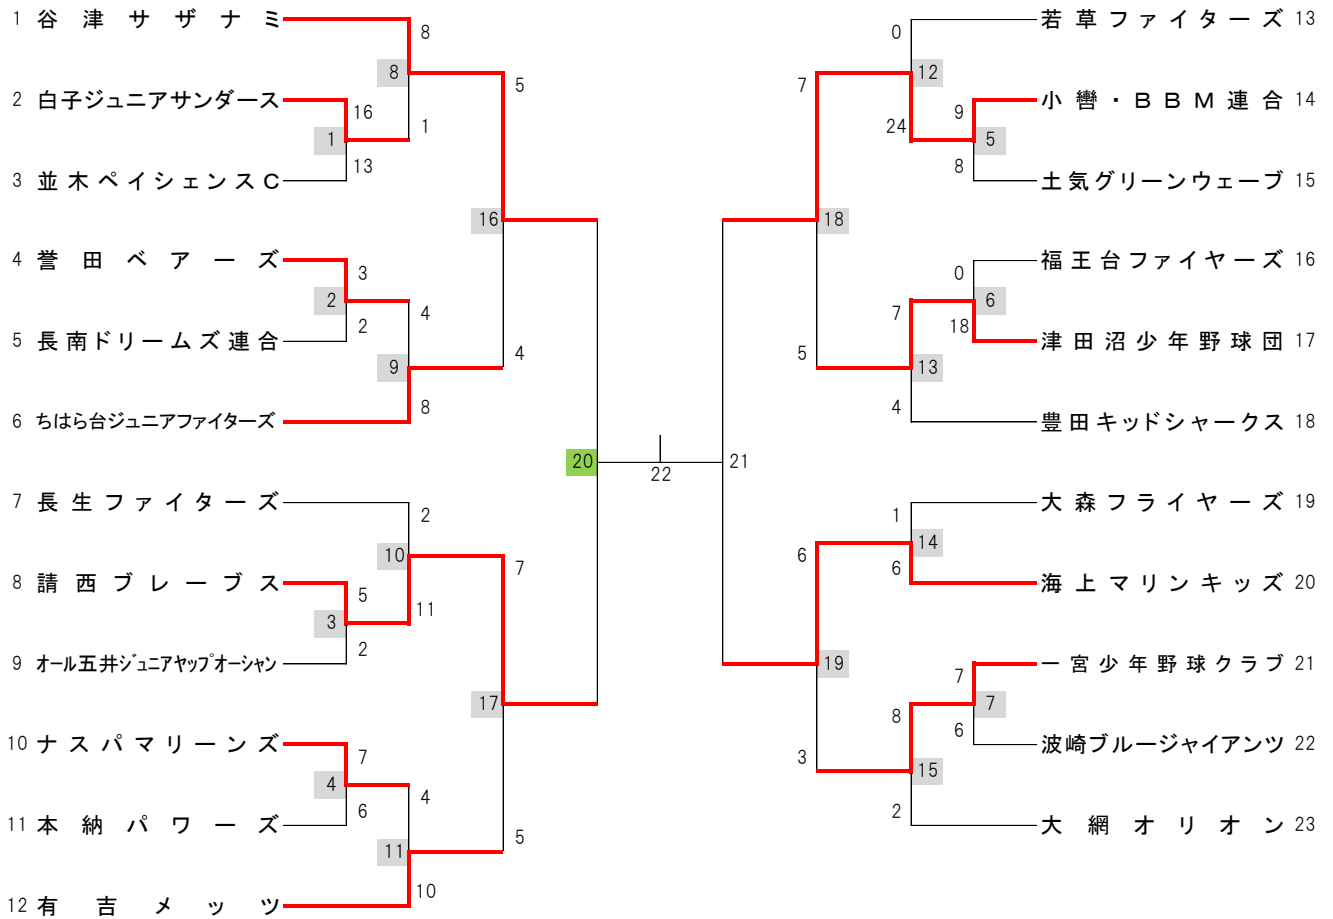 1 谷津サザナミ
8
8
5
2 白子ジュニアサンダース
16
1
1
13
3 並木ペイシェンスC
16
4 誉田ベアーズ
3
2
4
2
5 長南ドリームズ連合
9
4
8
6 ちはら台ジュニアファイターズ
20
22
21
7 長生ファイターズ
2
10
7
8 請西ブレーブス
5
11
3
2
9 オール五井ジュニアヤップオーシャン
17
10 ナスパマリーンズ
7
4
4
6
11 本納パワーズ
11
5
10
12 有吉メッツ
若草ファイターズ 13
0
12
7
小轡・BBM連合 14
9
24
5
8
土気グリーンウェーブ 15
18
福王台ファイヤーズ 16
0
6
7
18
津田沼少年野球団 17
5
13
4
豊田キッドシャークス 18
大森フライヤーズ 19
1
14
6
6
海上マリンキッズ 20
19
一宮少年野球クラブ 21
7
7
8
6
波崎ブルージャイアンツ 22
3
15
2
大網オリオン 23